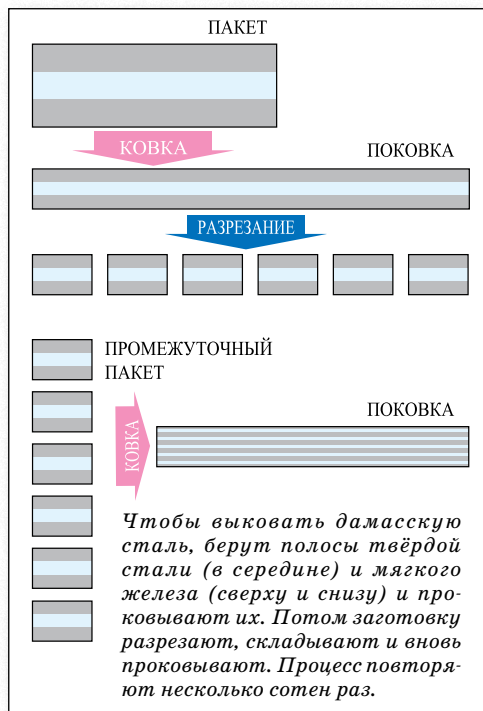 ПАКЕТ
КОВКА
ПОКОВКА
РАЗРЕЗАНИЕ
ПРОМЕЖУТОЧНЫЙ
ПАКЕТ
ПОКОВКА
КОВКА
Чтобы выковать дамасскую
сталь, берут полосы твёрдой
стали (в середине) и мягкого
железа (сверху и снизу) и про-
ковывают их. Потом заготовку
разрезают, складывают и вновь
проковывают. Процесс повторя-
ют несколько сотен раз.